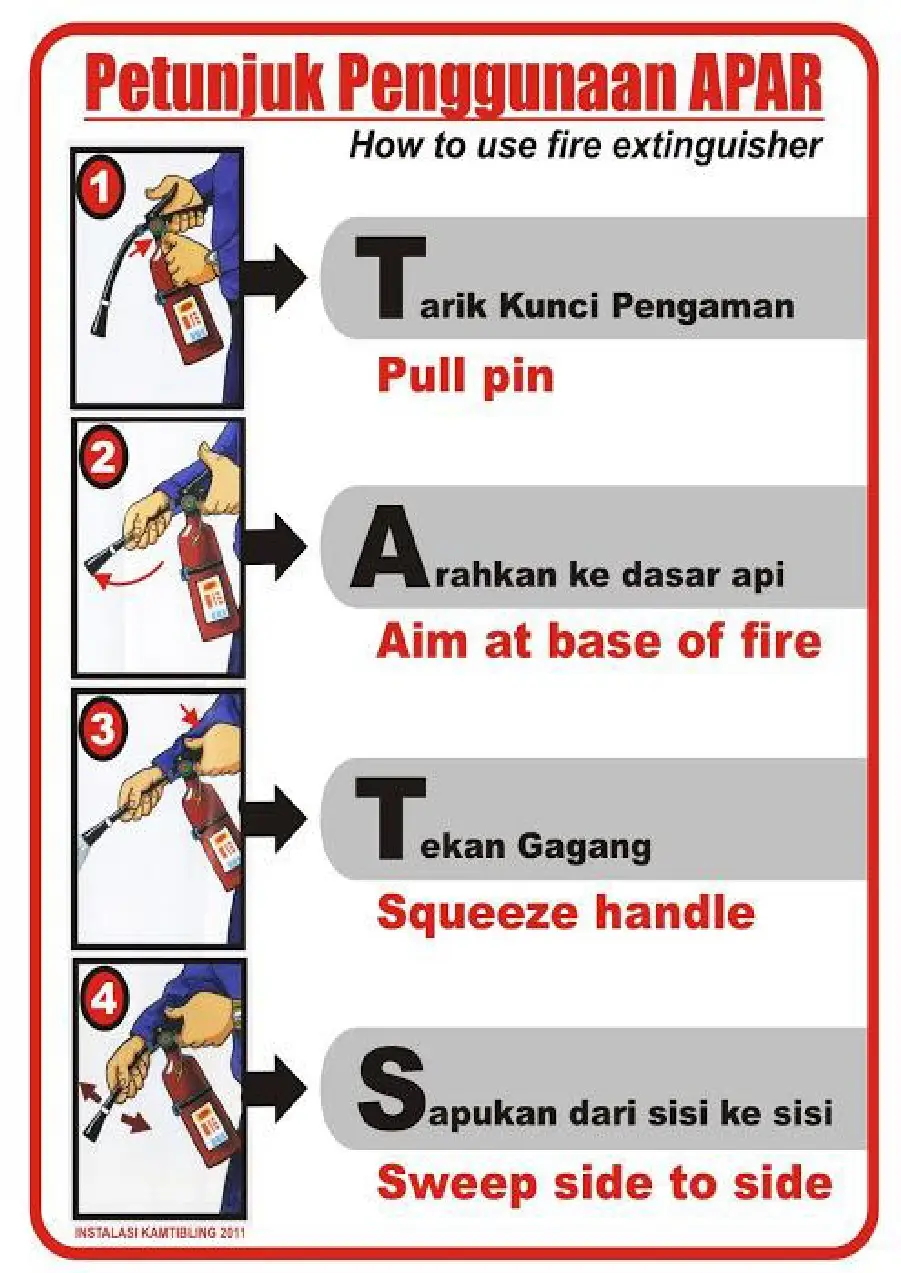 Petunjuk Penggunaan APAR
How to use fire extinguisher
1
Tarik Kunci Pengaman
Pull pin
2
Arahkan ke dasar api
Aim at base of fire
3
Tekan Gagang
Squeeze handle
4
Sapukan dari sisi ke sisi
Sweep side to side
INSTALASI KAMTIBLING 2011